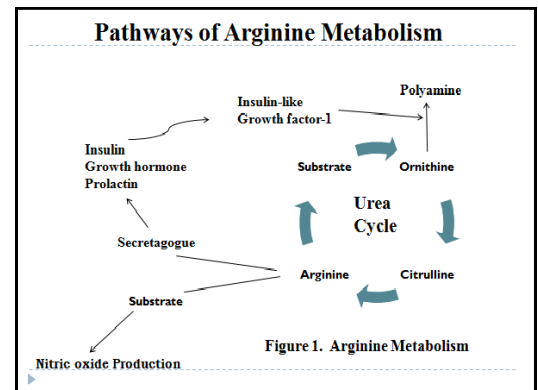 Pathways of Arginine Metabolism
Polyamine
Insulin-like
Growth factor-1
Insulin
Growth hormone
Prolactin
Substrate
Ornithine
Urea
Cycle
Secretagogue
Arginine
Citrulline
Substrate
Figure 1. Arginine Metabolism
Nitric oxide Production